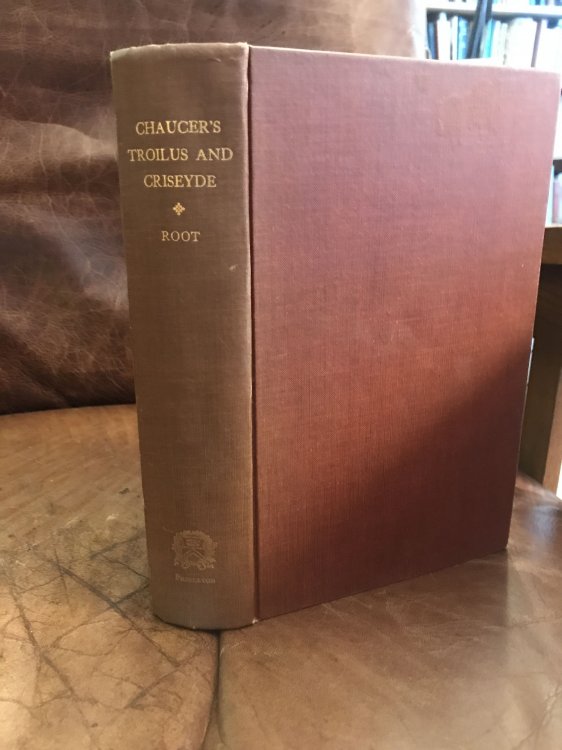 CHAUCER'S
TROILUS AND
CRISEYDE
ROOT
PRINCETON